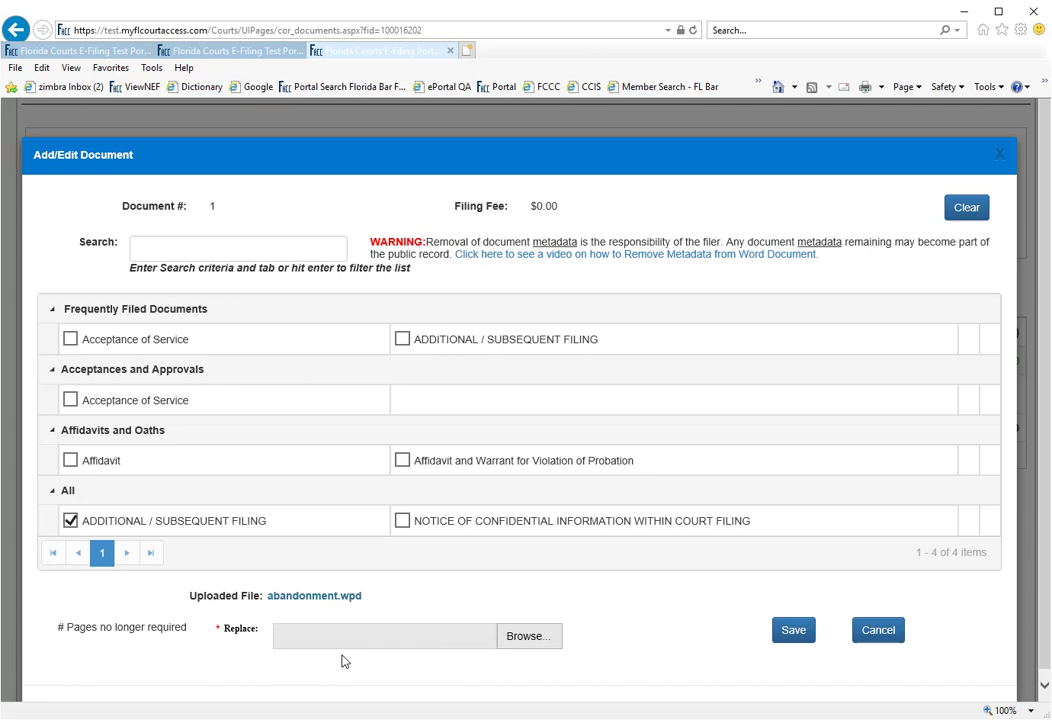 https://test.myflcourtaccess.com/Courts/UIPages/cor_documents.aspx?fid=100016202
Search...
Florida Courts E-Filing Test Por...
Florida Courts E-Filing Test Por...
Florida Courts E-Filing Port...
File Edit View Favorites Tools Help
zimbra Inbox (2) ViewNEF Dictionary Google Portal Search Florida Bar F... ePortal QA Portal FCCC CCIS Member Search - FL Bar
Page Safety Tools
Add/Edit Document
X
Document #: 1
Filing Fee: $0.00
Clear
Search:
WARNING:Removal of document metadata is the responsibility of the filer. Any document metadata remaining may become part of
the public record. Click here to see a video on how to Remove Metadata from Word Document.
Enter Search criteria and tab or hit enter to filter the list
Frequently Filed Documents
Acceptance of Service
ADDITIONAL / SUBSEQUENT FILING
Acceptances and Approvals
Acceptance of Service
Affidavits and Oaths
Affidavit
Affidavit and Warrant for Violation of Probation
All
ADDITIONAL / SUBSEQUENT FILING
NOTICE OF CONFIDENTIAL INFORMATION WITHIN COURT FILING
1
1 - 4 of 4 items
Uploaded File: abandonment.wpd
# Pages no longer required
* Replace:
Browse...
Save
Cancel
100%